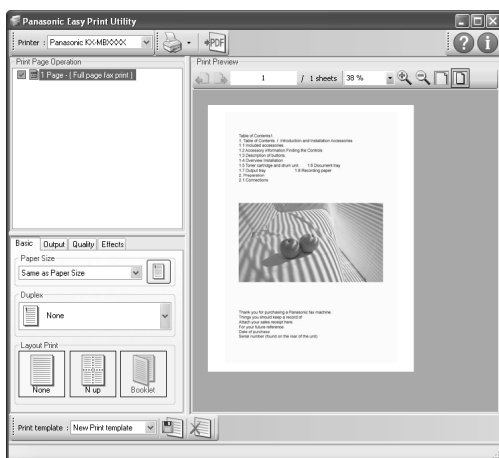 Panasonic Easy Print Utility
Printer : Panasonic KX-MBXXXX
PDF
Print Page Operation
1 Page - ( Full page fax print )
Print Preview
1 / 1 sheets 38 %
Table of Contents1
1. Table of Contents / Introduction and Installation Accessories
1.1 Included accessories
1.2 Accessory information Finding the Controls
1.3 Description of buttons.
1.4 Overview Installation
1.5 Toner cartridge and drum unit 1.6 Document tray
1.7 Output tray 1.8 Recording paper
2. Preparation
2.1 Connections
Thank you for purchasing a Panasonic fax machine.
Things you should keep a record of
Attach your sales receipt here.
For your future reference
Date of purchase
Serial number (found on the rear of the unit)
Basic Output Quality Effects
Paper Size
Same as Paper Size
Duplex
None
Layout Print
None N up Booklet
Print template : New Print template